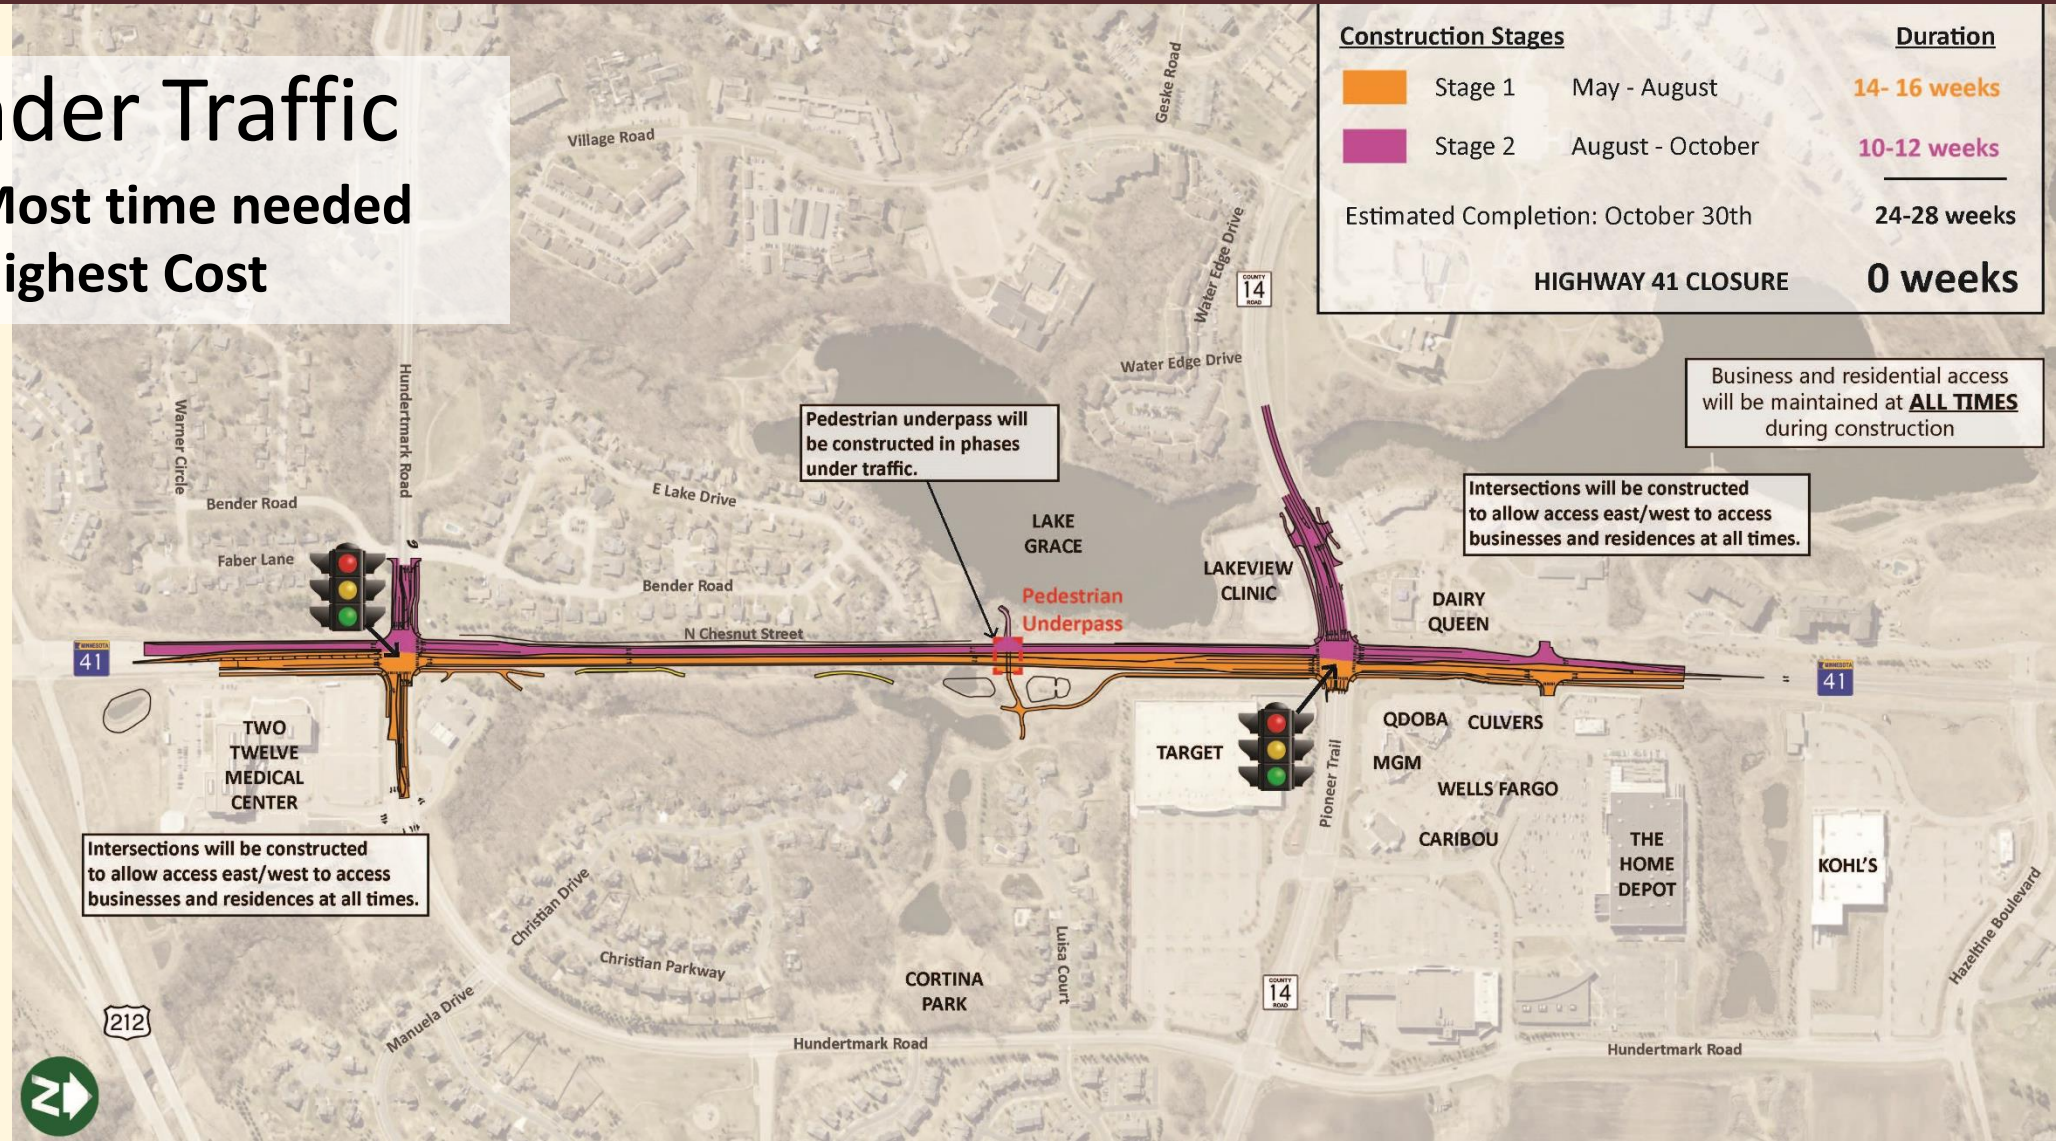 nder Traffic
Most time needed
ighest Cost
Construction Stages
Duration
Stage 1 May - August 14- 16 weeks
Stage 2 August - October 10-12 weeks
Estimated Completion: October 30th 24-28 weeks
HIGHWAY 41 CLOSURE 0 weeks
Business and residential access
will be maintained at ALL TIMES
during construction
Geske Road
Village Road
Water Edge Drive
COUNTY
14
ROAD
Water Edge Drive
Hundertmark Road
Warner Circle
Bender Road
Faber Lane
Pedestrian underpass will
be constructed in phases
under traffic.
E Lake Drive
Bender Road
N Chesnut Street
LAKE
GRACE
Pedestrian
Underpass
LAKEVIEW
CLINIC
Intersections will be constructed
to allow access east/west to access
businesses and residences at all times.
DAIRY
QUEEN
MINNESOTA
41
MINNESOTA
41
TWO
TWELVE
MEDICAL
CENTER
TARGET
Pioneer Trail
QDOBA
CULVERS
MGM
WELLS FARGO
CARIBOU
THE
HOME
DEPOT
KOHL'S
Hazeltine Boulevard
Intersections will be constructed
to allow access east/west to access
businesses and residences at all times.
Christian Drive
Christian Parkway
Manuela Drive
CORTINA
PARK
Luisa Court
COUNTY
14
ROAD
212
Hundertmark Road
Hundertmark Road
N